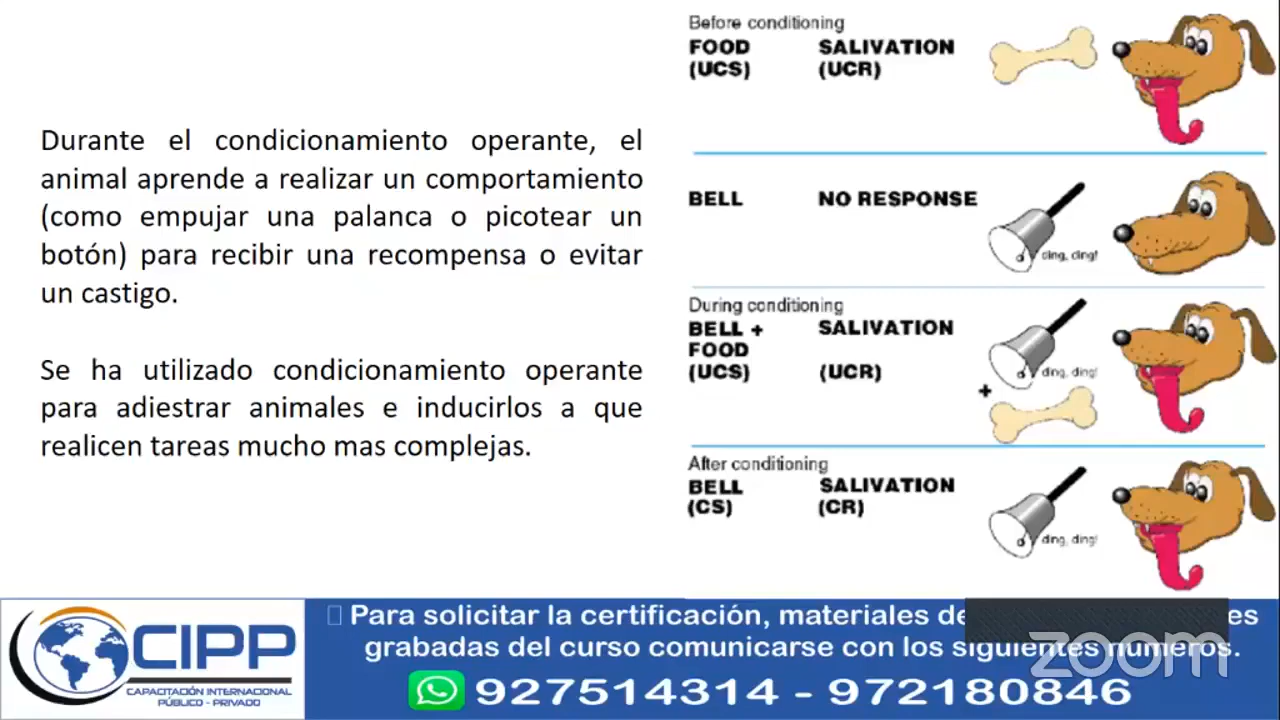 Durante el condicionamiento operante, el
animal aprende a realizar un comportamiento
(como empujar una palanca o picotear un
botón) para recibir una recompensa o evitar
un castigo.
Se ha utilizado condicionamiento operante
para adiestrar animales e inducirlos a que
realicen tareas mucho mas complejas.
Before conditioning
FOOD SALIVATION
(UCS) (UCR)
BELL NO RESPONSE
ding, ding!
During conditioning
BELL + SALIVATION
FOOD
(UCS) (UCR)
ding, ding!
+
After conditioning
BELL SALIVATION
(CS) (CR)
ding, ding!
CIPP
CAPACITACIÓN INTERNACIONAL
PÚBLICO - PRIVADO
Para solicitar la certificación, materiales
grabadas del curso comunicarse con los siguientes números.
927514314 - 972180846
zoom